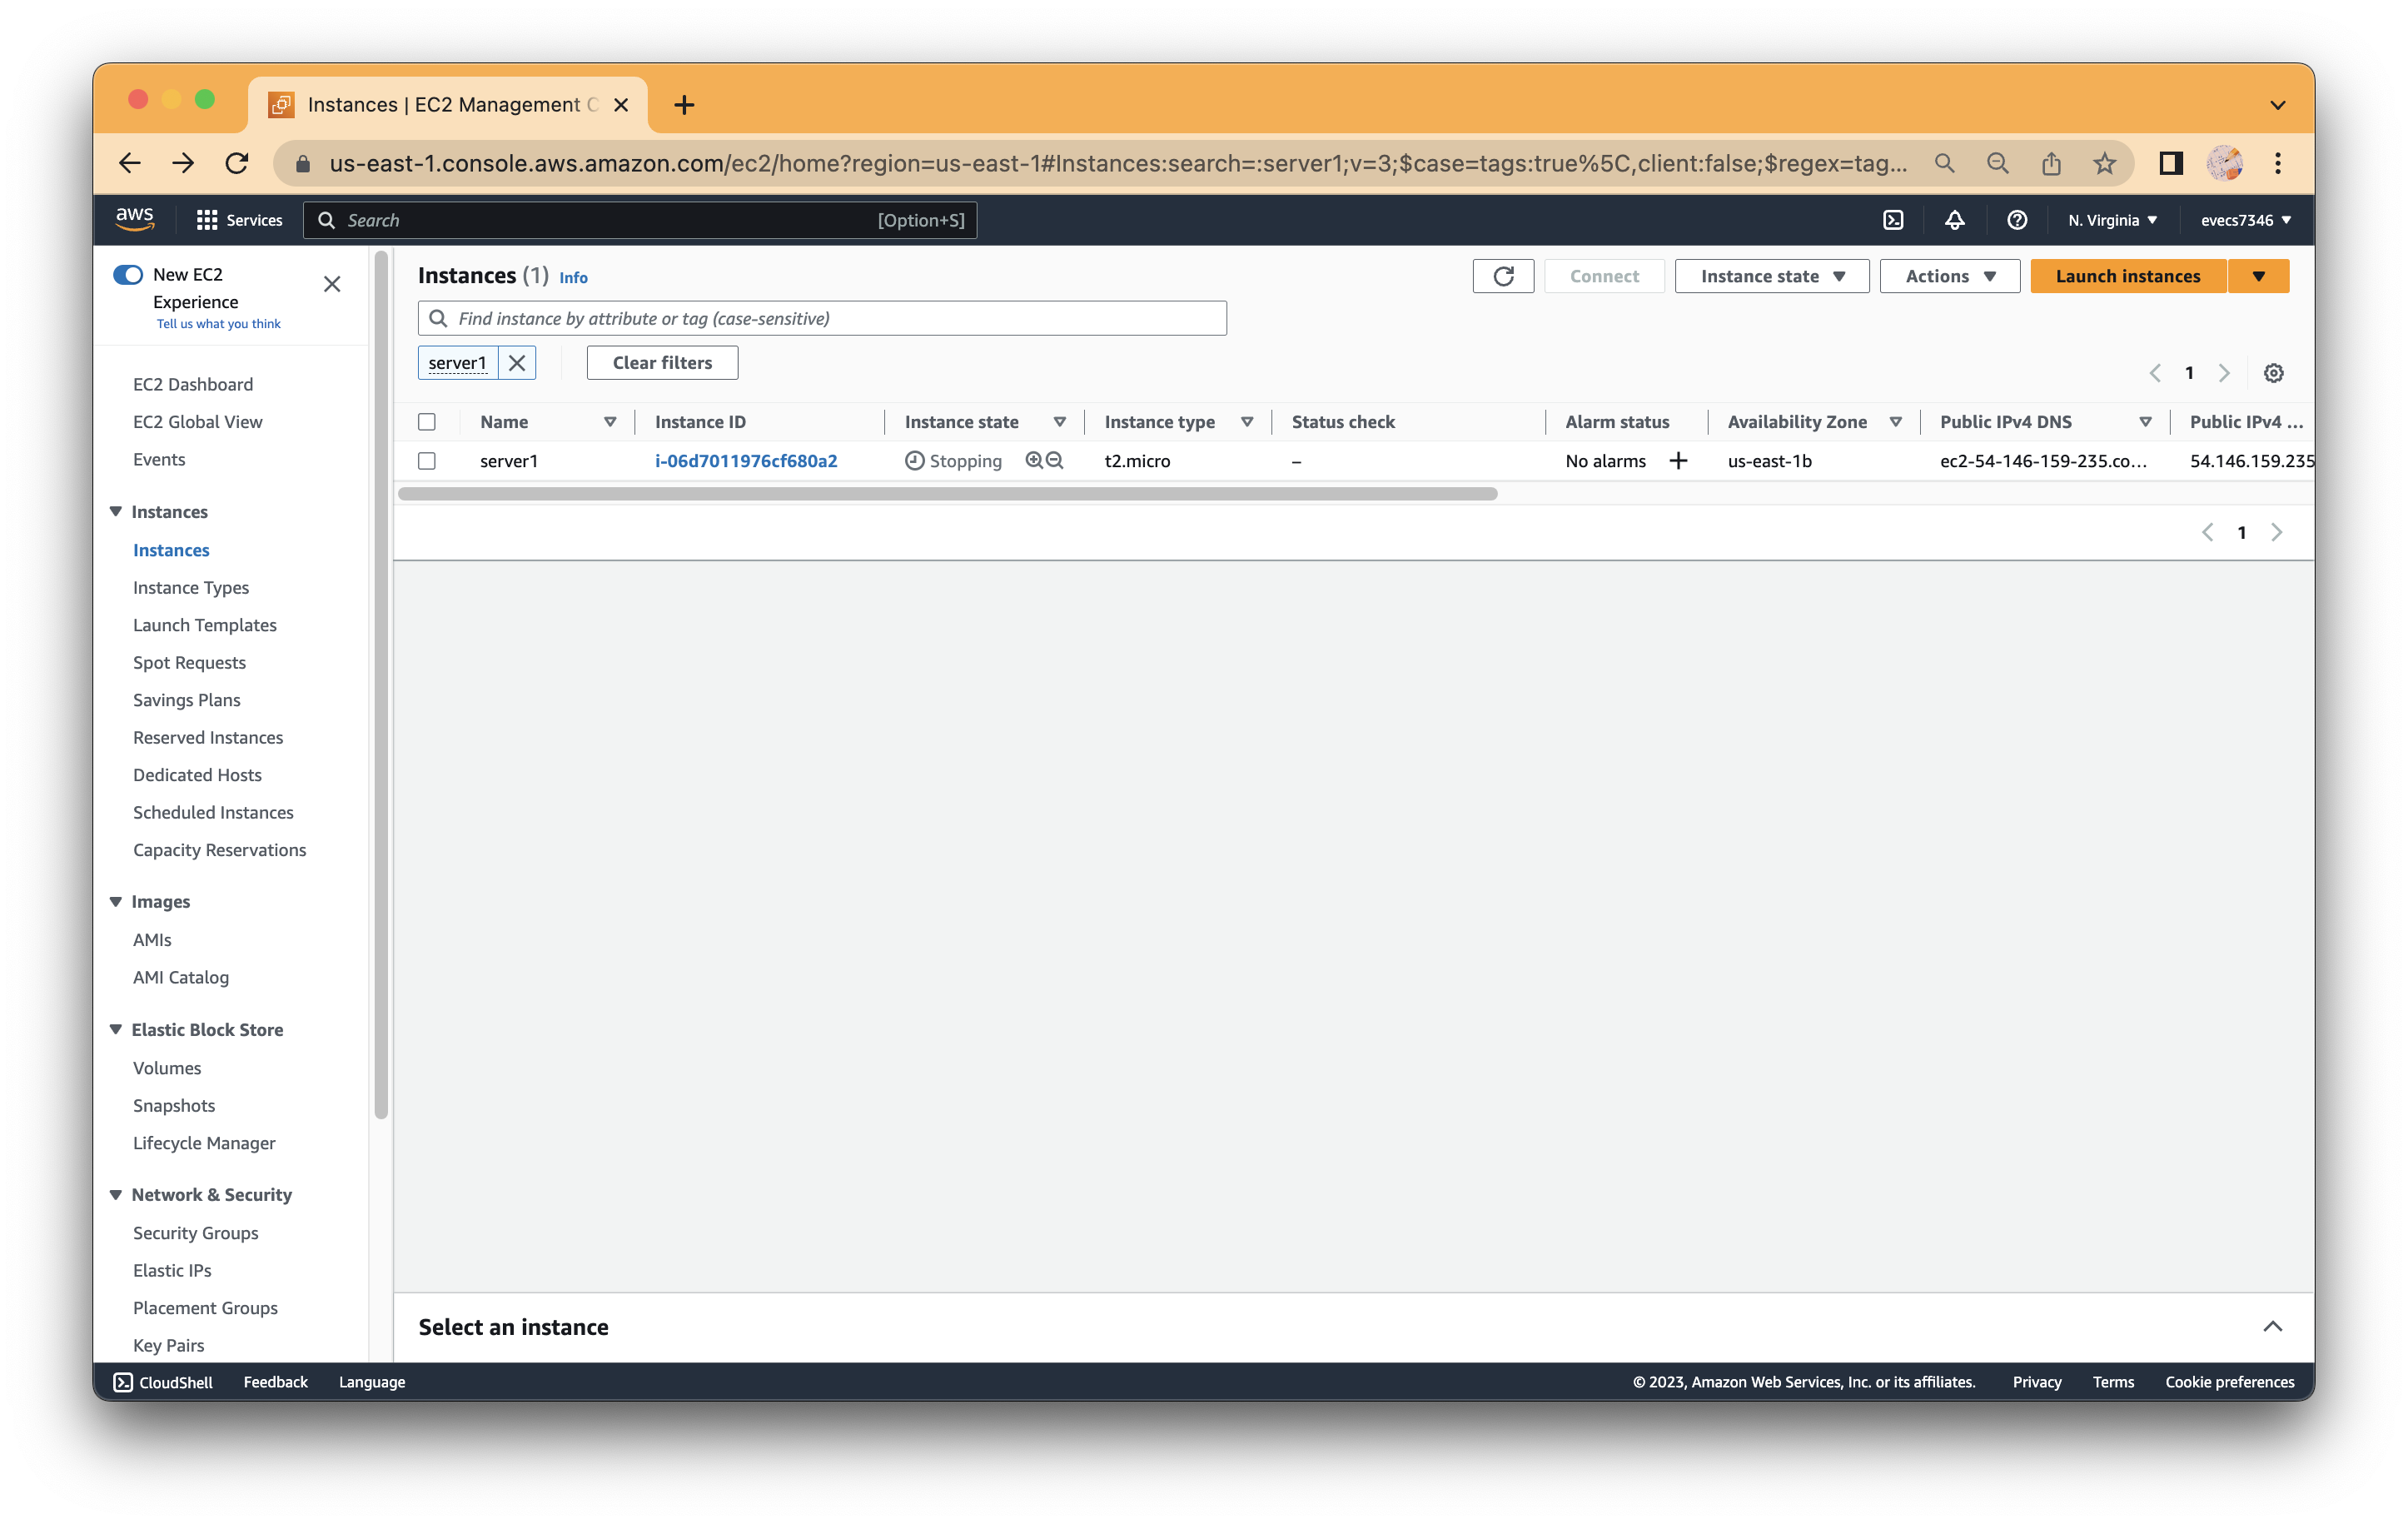 Instances | EC2 Management C
us-east-1.console.aws.amazon.com/ec2/home?region=us-east-1#Instances:search=:server1;v=3;$case=tags:true%5C,client:false;$regex=tag...
aws
Services
Search
[Option+S]
N. Virginia
evecs7346
New EC2
Experience
Tell us what you think
EC2 Dashboard
EC2 Global View
Events
Instances
Instances
Instance Types
Launch Templates
Spot Requests
Savings Plans
Reserved Instances
Dedicated Hosts
Scheduled Instances
Capacity Reservations
Images
AMIs
AMI Catalog
Elastic Block Store
Volumes
Snapshots
Lifecycle Manager
Network & Security
Security Groups
Elastic IPs
Placement Groups
Key Pairs
Instances (1) Info
Connect
Instance state
Actions
Launch instances
Find instance by attribute or tag (case-sensitive)
server1
Clear filters
1
Name Instance ID Instance state Instance type Status check Alarm status Availability Zone Public IPv4 DNS Public IPv4 ...
server1 i-06d7011976cf680a2 Stopping t2.micro – No alarms + us-east-1b ec2-54-146-159-235.co... 54.146.159.235
1
Select an instance
CloudShell Feedback Language © 2023, Amazon Web Services, Inc. or its affiliates. Privacy Terms Cookie preferences